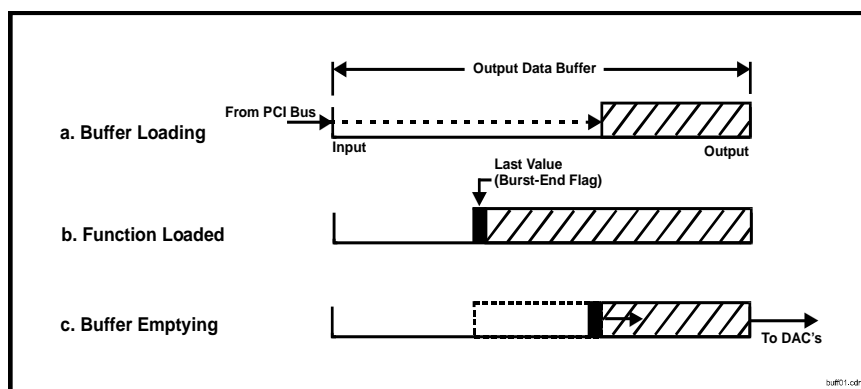 Output Data Buffer
From PCI Bus
a. Buffer Loading
Input
Output
Last Value
(Burst-End Flag)
b. Function Loaded
c. Buffer Emptying
To DAC's
buff01.cdr